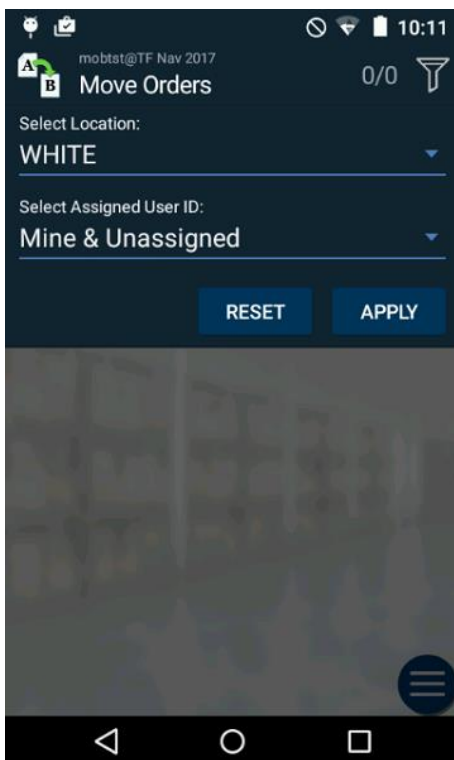 10:11
mobtst@TF Nav 2017
A
B
Move Orders
0/0
Select Location:
WHITE
Select Assigned User ID:
Mine & Unassigned
RESET APPLY